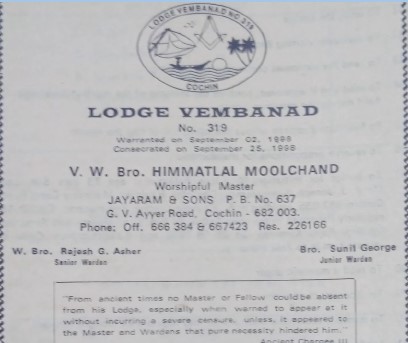 LODGE VEMBANAD NO. 319
COCHIN
LODGE VEMBANAD
No. 319
Warranted on September 02, 1998
Consecrated on September 25, 1998
V. W. Bro. HIMMATLAL MOOLCHAND
Worshipful Master
JAYARAM & SONS P. B. No. 637
G. V. Ayyer Road, Cochin - 682 003.
Phone: Off. 666 384 & 667423 Res. 226166
W. Bro. Rajesh G. Asher
Senior Warden
Bro. Sunil George
Junior Warden
"From ancient times no Master or Fellow could be absent
from his Lodge, especially when warned to appear at it
without incurring a severe censure, unless, it appeared to
the Master and Wardens that pure necessity hindered him."
Ancient Charges III